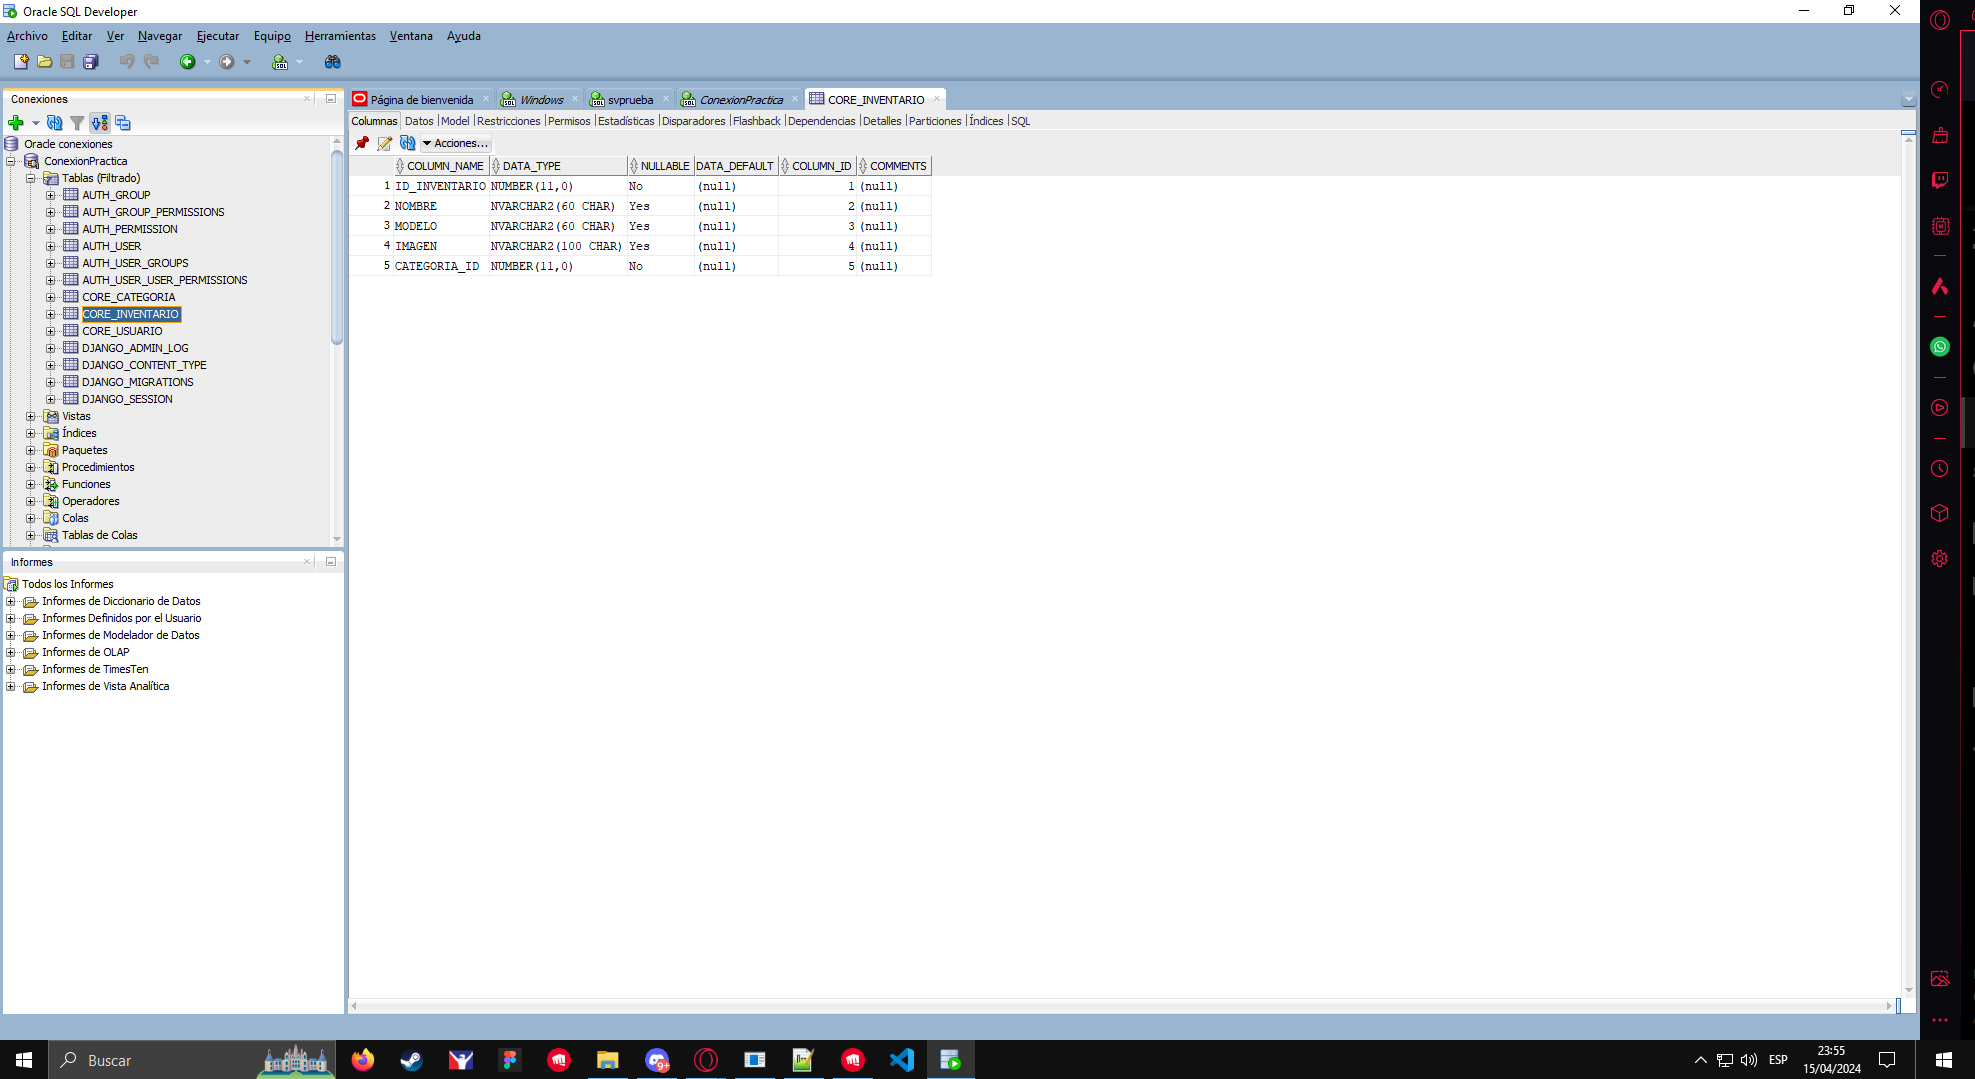 Oracle SQL Developer
Archivo Editar Ver Navegar Ejecutar Equipo Herramientas Ventana Ayuda
Conexiones
Oracle conexiones
ConexionPractica
Tablas (Filtrado)
AUTH_GROUP
AUTH_GROUP_PERMISSIONS
AUTH_PERMISSION
AUTH_USER
AUTH_USER_GROUPS
AUTH_USER_USER_PERMISSIONS
CORE_CATEGORIA
CORE_INVENTARIO
CORE_USUARIO
DJANGO_ADMIN_LOG
DJANGO_CONTENT_TYPE
DJANGO_MIGRATIONS
DJANGO_SESSION
Vistas
Índices
Paquetes
Procedimientos
Funciones
Operadores
Colas
Tablas de Colas
Informes
Todos los Informes
Informes de Diccionario de Datos
Informes Definidos por el Usuario
Informes de Modelador de Datos
Informes de OLAP
Informes de TimesTen
Informes de Vista Analítica
Página de bienvenida Windows svprueba ConexionPractica CORE_INVENTARIO
Columnas Datos |Model |Restricciones |Permisos |Estadísticas |Disparadores |Flashback |Dependencias |Detalles |Particiones |Índices |SQL
Acciones...
COLUMN_NAME DATA_TYPE NULLABLE DATA_DEFAULT COLUMN_ID COMMENTS
1 ID_INVENTARIO NUMBER(11,0) No (null) 1 (null)
2 NOMBRE NVARCHAR2(60 CHAR) Yes (null) 2 (null)
3 MODELO NVARCHAR2(60 CHAR) Yes (null) 3 (null)
4 IMAGEN NVARCHAR2(100 CHAR) Yes (null) 4 (null)
5 CATEGORIA_ID NUMBER(11,0) No (null) 5 (null)
Buscar
9+
ESP
23:55
15/04/2024